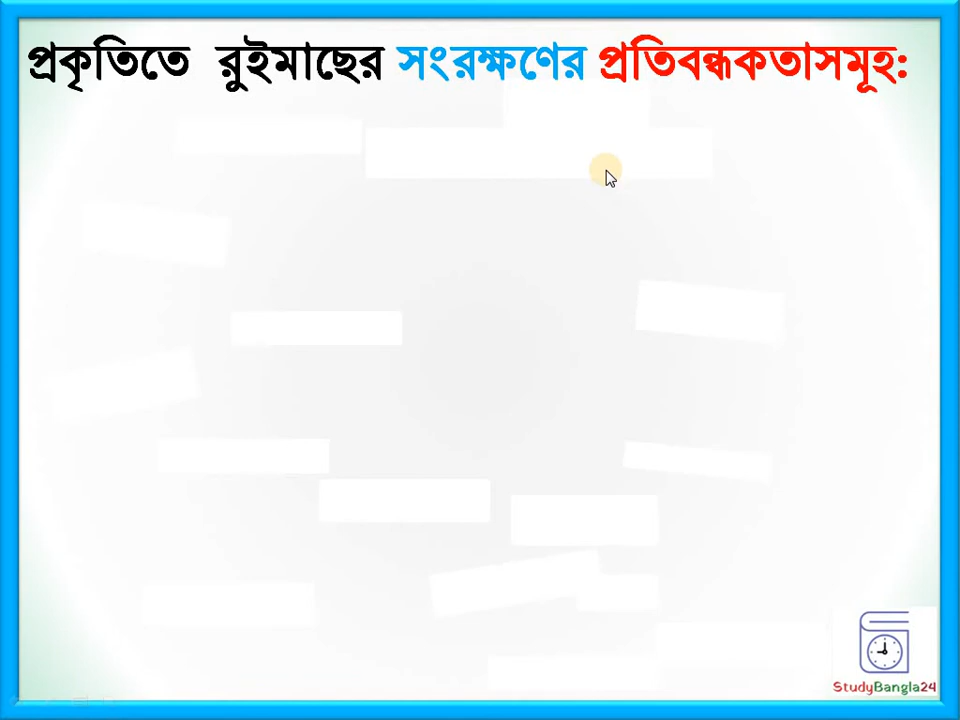 প্রকৃতিতে রুইমাছের সংরক্ষণের প্রতিবন্ধকতাসমূহ:
StudyBangla24